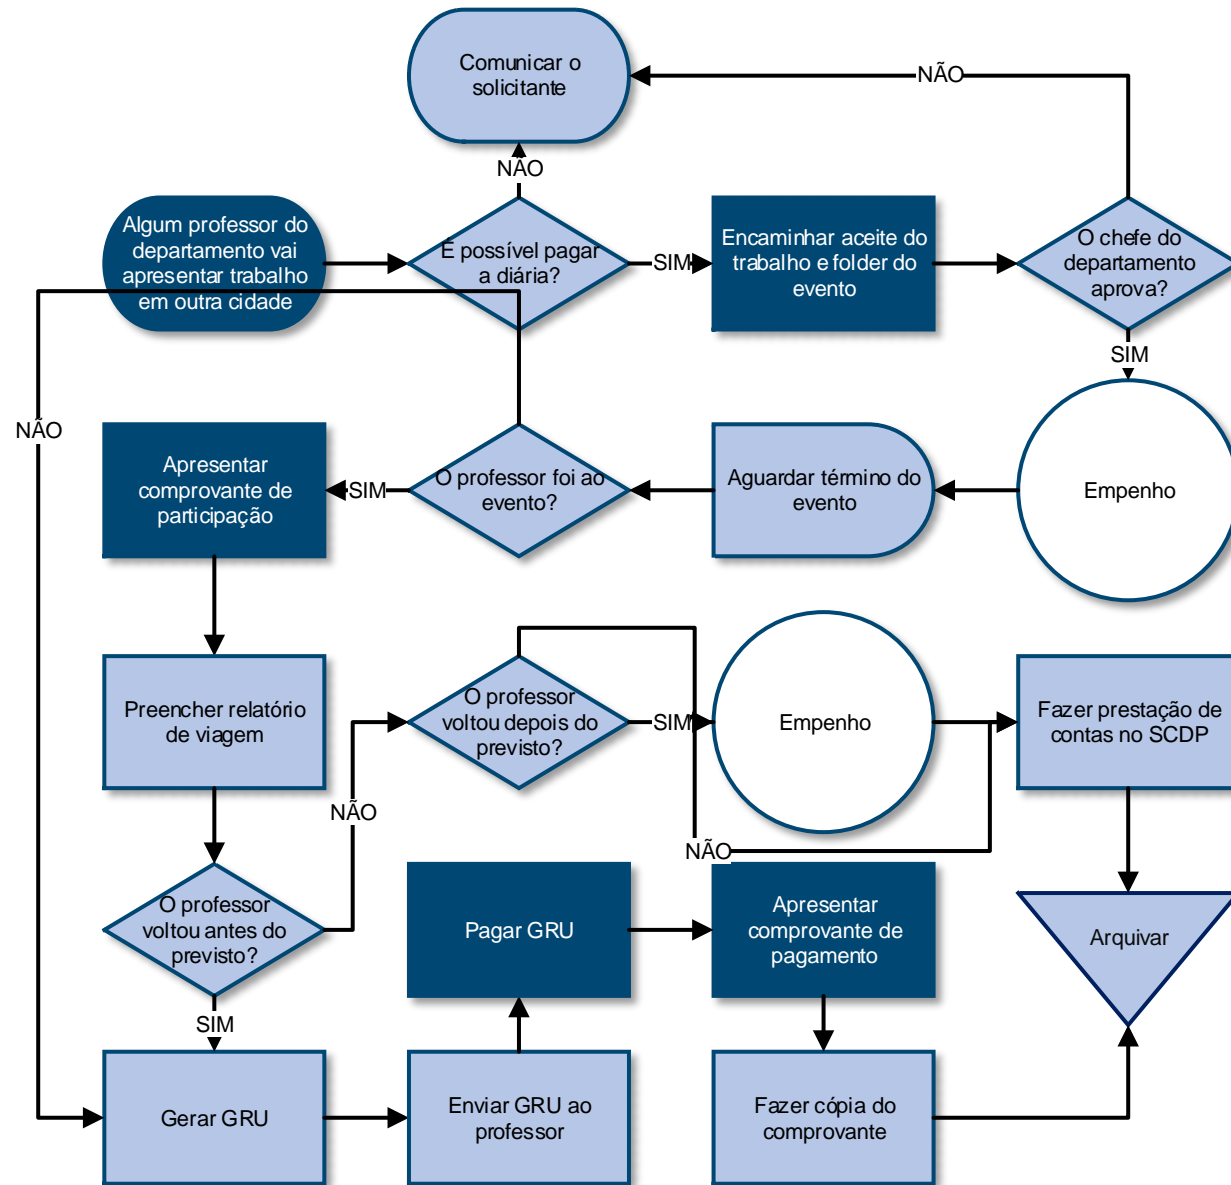 Comunicar o
solicitante
NÃO
NÃO
Algum professor do
departamento vai
apresentar trabalho
em outra cidade
É possível pagar
a diária?
SIM
Encaminhar aceite do
trabalho e folder do
evento
O chefe do
departamento
aprova?
SIM
NÃO
Apresentar
comprovante de
participação
SIM
O professor foi ao
evento?
Aguardar término do
evento
Empenho
Preencher relatório
de viagem
NÃO
O professor
voltou depois do
previsto?
SIM
Empenho
Fazer prestação de
contas no SCDP
NÃO
O professor
voltou antes do
previsto?
Pagar GRU
Apresentar
comprovante de
pagamento
Arquivar
SIM
Gerar GRU
Enviar GRU ao
professor
Fazer cópia do
comprovante